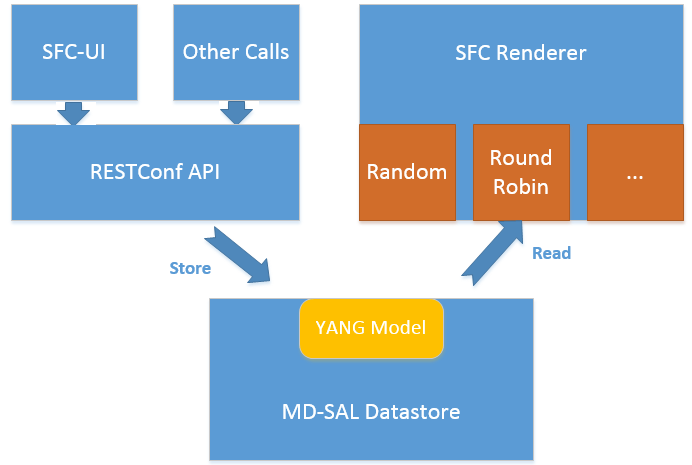 SFC-UI
Other Calls
SFC Renderer
RESTConf API
Random
Round
Robin
...
Store
Read
YANG Model
MD-SAL Datastore